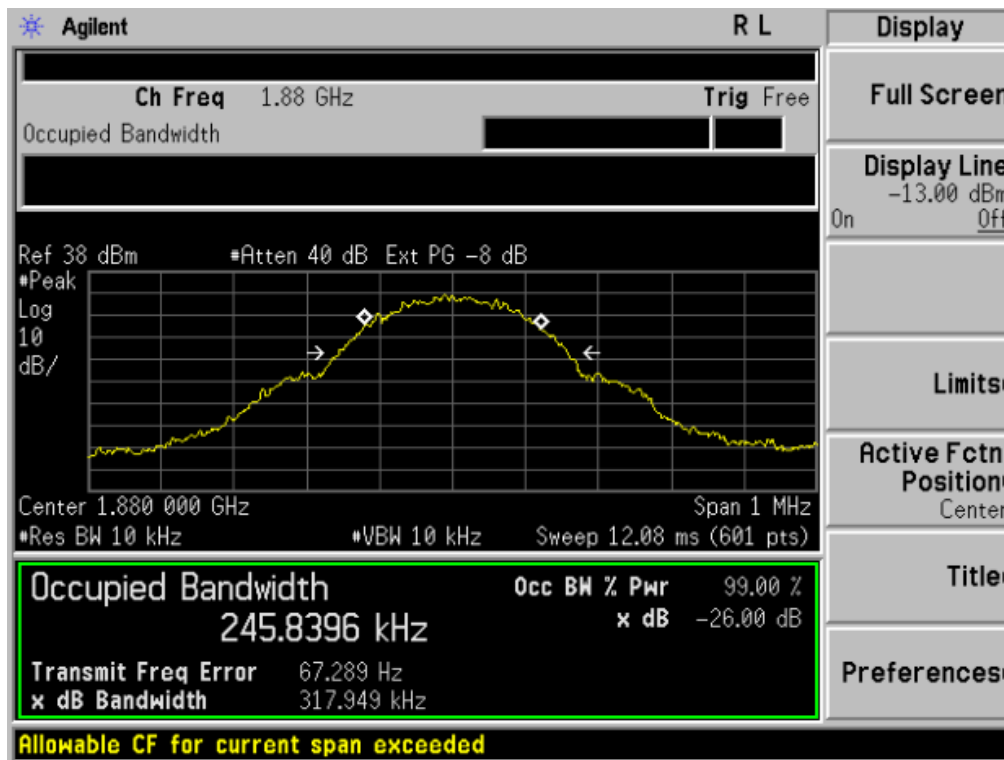 Agilent R L
Ch Freq 1.88 GHz Trig Free
Occupied Bandwidth
Ref 38 dBm #Atten 40 dB Ext PG -8 dB
#Peak
Log
10
dB/
Center 1.880 000 GHz Span 1 MHz
#Res BW 10 kHz #VBW 10 kHz Sweep 12.08 ms (601 pts)
Occupied Bandwidth Occ BW % Pwr 99.00 %
245.8396 kHz x dB -26.00 dB
Transmit Freq Error 67.289 Hz
x dB Bandwidth 317.949 kHz
Allowable CF for current span exceeded
Display
Full Screen
Display Line
-13.00 dBm
On Off
Limits
Active Fctn
Position
Center
Title
Preferences